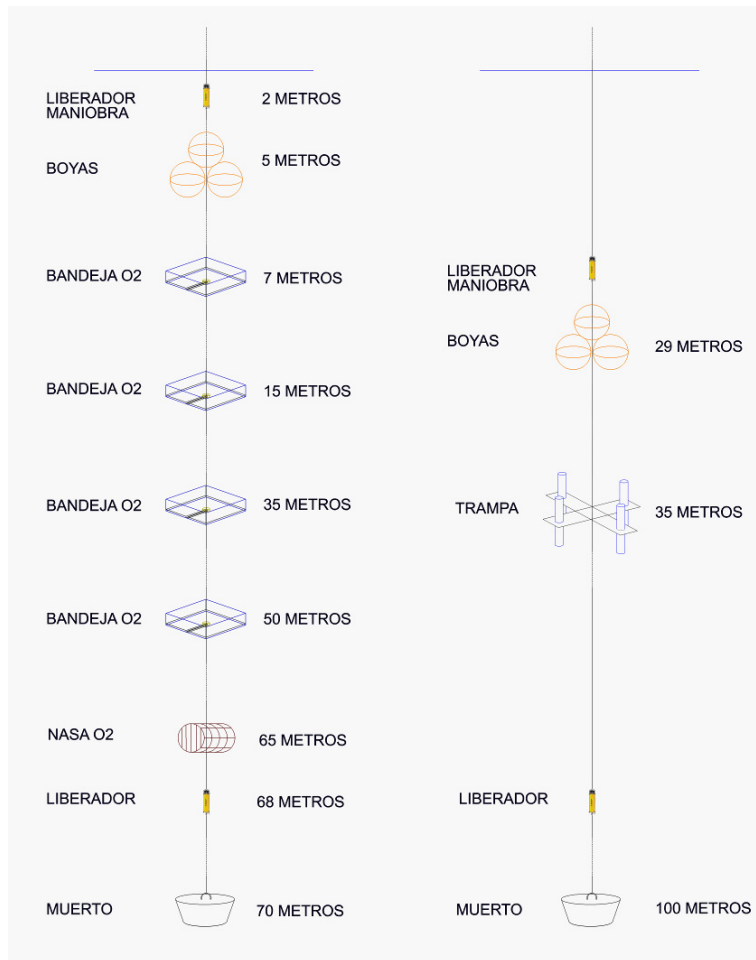 LIBERADOR
MANIOBRA
2 METROS
BOYAS
5 METROS
BANDEJA O2
7 METROS
BANDEJA O2
15 METROS
BANDEJA O2
35 METROS
BANDEJA O2
50 METROS
NASA O2
65 METROS
LIBERADOR
68 METROS
MUERTO
70 METROS
LIBERADOR
MANIOBRA
BOYAS
29 METROS
TRAMPA
35 METROS
LIBERADOR
MUERTO
100 METROS